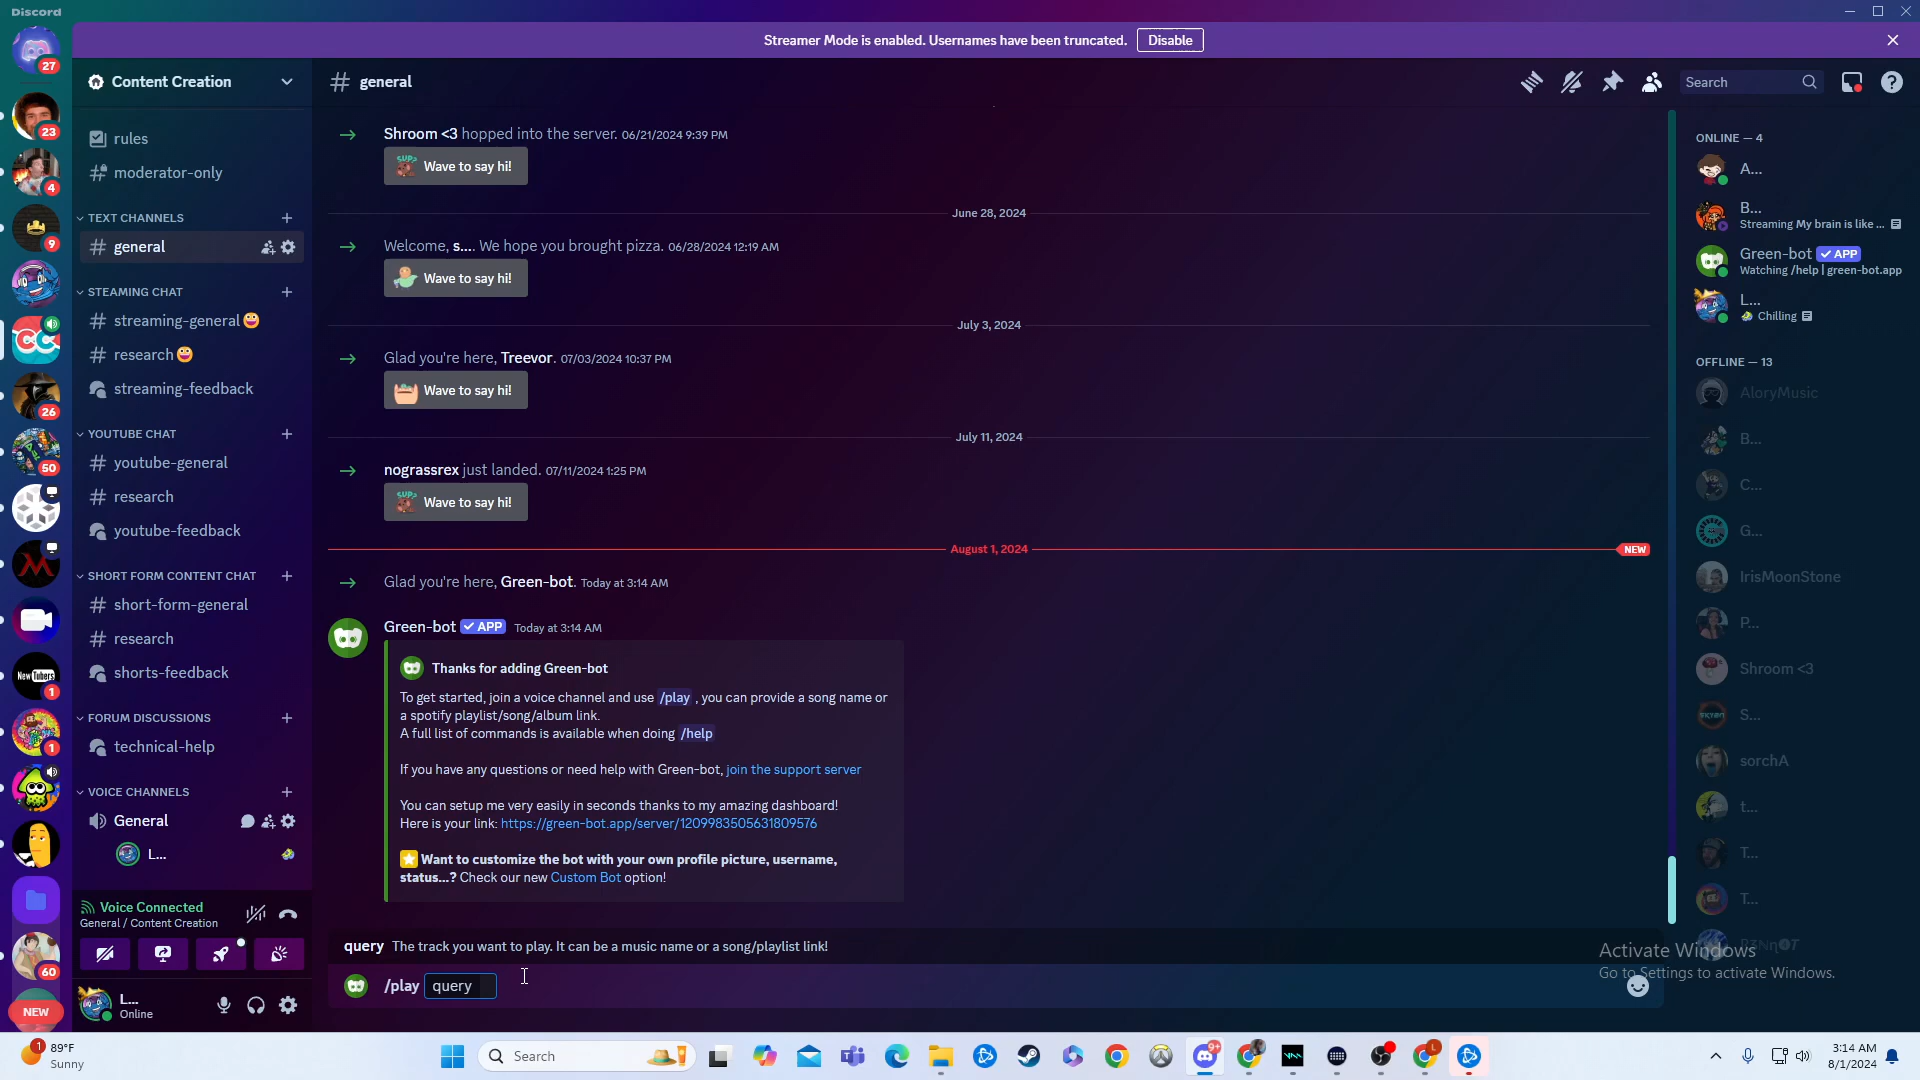 Discord
Streamer Mode is enabled. Usernames have been truncated. Disable
27
23
4
9
26
50
New Tubers
1
1
60
NEW
Content Creation
rules
moderator-only
TEXT CHANNELS
general
STEAMING CHAT
streaming-general
research
streaming-feedback
YOUTUBE CHAT
youtube-general
research
youtube-feedback
SHORT FORM CONTENT CHAT
short-form-general
research
shorts-feedback
FORUM DISCUSSIONS
technical-help
VOICE CHANNELS
General
L...
Voice Connected
General / Content Creation
L...
Online
general
Search
Shroom <3 hopped into the server. 06/21/2024 9:39 PM
Wave to say hi!
June 28, 2024
Welcome, s.... We hope you brought pizza. 06/28/2024 12:19 AM
Wave to say hi!
July 3, 2024
Glad you're here, Treevor. 07/03/2024 10:37 PM
Wave to say hi!
July 11, 2024
nograssrex just landed. 07/11/2024 1:25 PM
Wave to say hi!
August 1, 2024 NEW
Glad you're here, Green-bot. Today at 3:14 AM
Green-bot APP Today at 3:14 AM
Thanks for adding Green-bot
To get started, join a voice channel and use /play , you can provide a song name or
a spotify playlist/song/album link.
A full list of commands is available when doing /help
If you have any questions or need help with Green-bot, join the support server
You can setup me very easily in seconds thanks to my amazing dashboard!
Here is your link: https://green-bot.app/server/1209983505631809576
Want to customize the bot with your own profile picture, username,
status...? Check our new Custom Bot option!
query The track you want to play. It can be a music name or a song/playlist link!
/play query
ONLINE — 4
A...
B...
Streaming My brain is like ...
Green-bot APP
Watching /help | green-bot.app
L...
Chilling
OFFLINE — 13
AloryMusic
B...
C...
G...
IrisMoonStone
P...
Shroom <3
S...
sorchA
t...
T...
T...
Activate Windows
Go to Settings to activate Windows.
1
89°F
Sunny
Search
9+
3:14 AM
8/1/2024